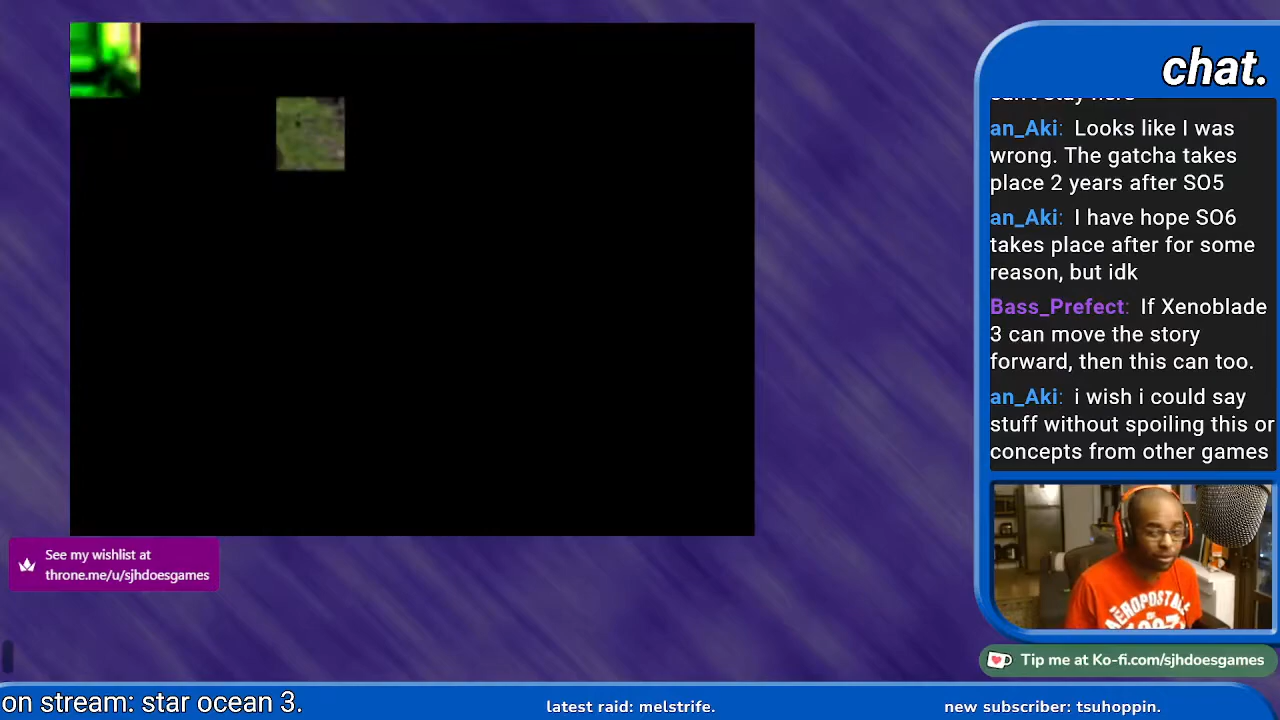 chat.
an_Aki: Looks like I was
wrong. The gatcha takes
place 2 years after SO5
an_Aki: I have hope SO6
takes place after for some
reason, but idk
Bass_Prefect: If Xenoblade
3 can move the story
forward, then this can too.
an_Aki: i wish i could say
stuff without spoiling this or
concepts from other games
See my wishlist at
throne.me/u/sjhdoesgames
AÉROPOSTALE
Tip me at Ko-fi.com/sjhdoesgames
on stream: star ocean 3.
latest raid: melstrife.
new subscriber: tsuhoppin.